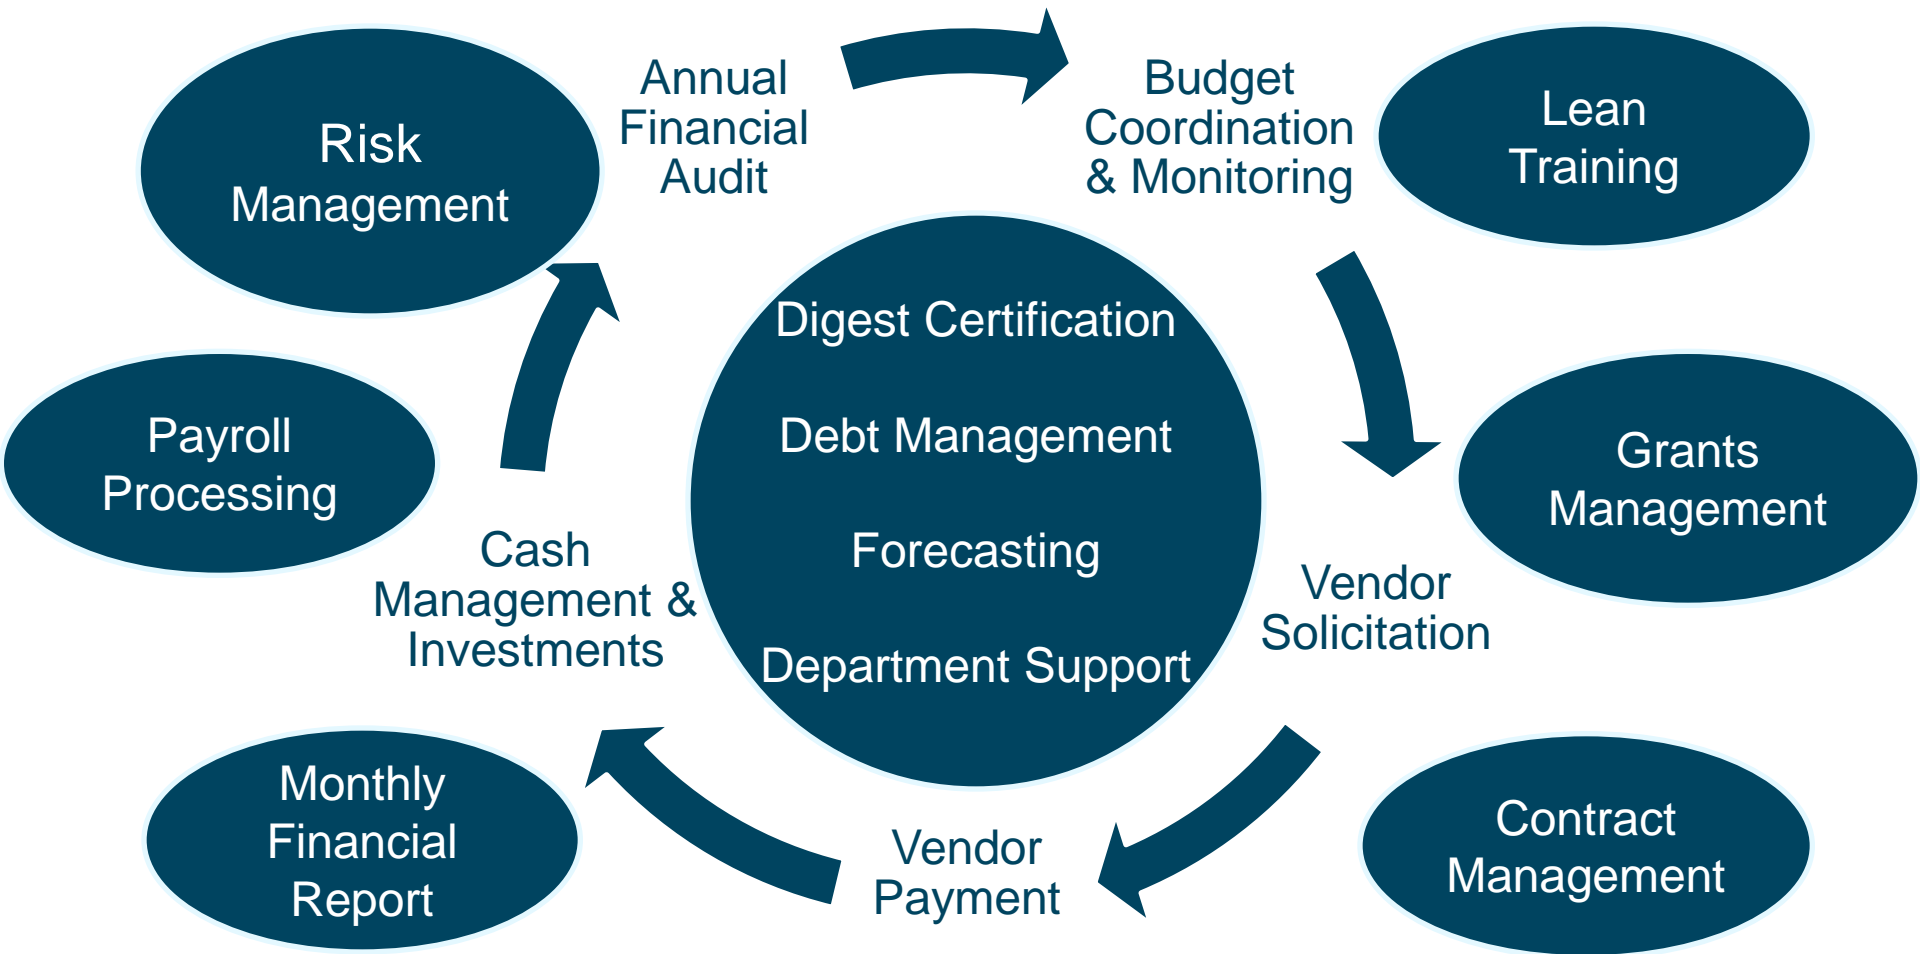 Risk
Management
Annual
Financial
Audit
Budget
Coordination
& Monitoring
Lean
Training
Digest Certification
Debt Management
Forecasting
Department Support
Payroll
Processing
Grants
Management
Cash
Management &
Investments
Vendor
Solicitation
Monthly
Financial
Report
Vendor
Payment
Contract
Management